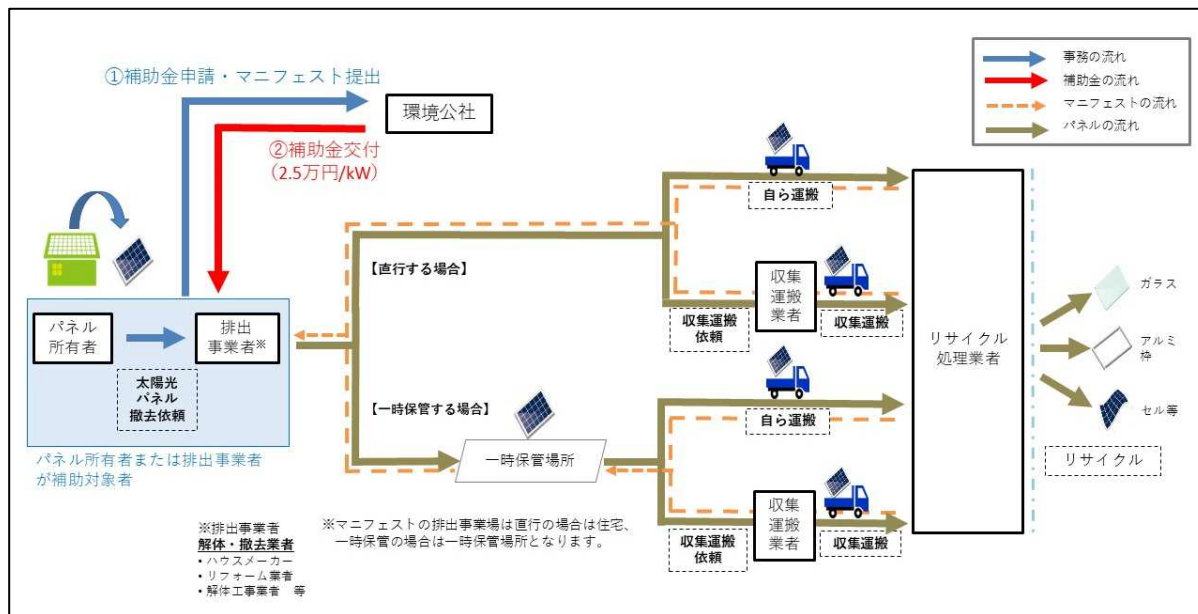 ①補助金申請・マニフェスト提出
環境公社
②補助金交付
（2.5万円/kW）
事務の流れ
補助金の流れ
マニフェストの流れ
パネルの流れ
パネル
所有者
排出
事業者※
太陽光
パネル
撤去依頼
パネル所有者または排出事業者
が補助対象者
※排出事業者
解体・撤去業者
・ハウスメーカー
・リフォーム業者
・解体工事業者　等
【直行する場合】
自ら運搬
収集運搬
依頼
収集
運搬
業者
収集運搬
【一時保管する場合】
一時保管場所
自ら運搬
収集運搬
依頼
収集
運搬
業者
収集運搬
※マニフェストの排出事業場は直行の場合は住宅、
一時保管の場合は一時保管場所となります。
リサイクル
処理業者
ガラス
アルミ
枠
セル等
リサイクル